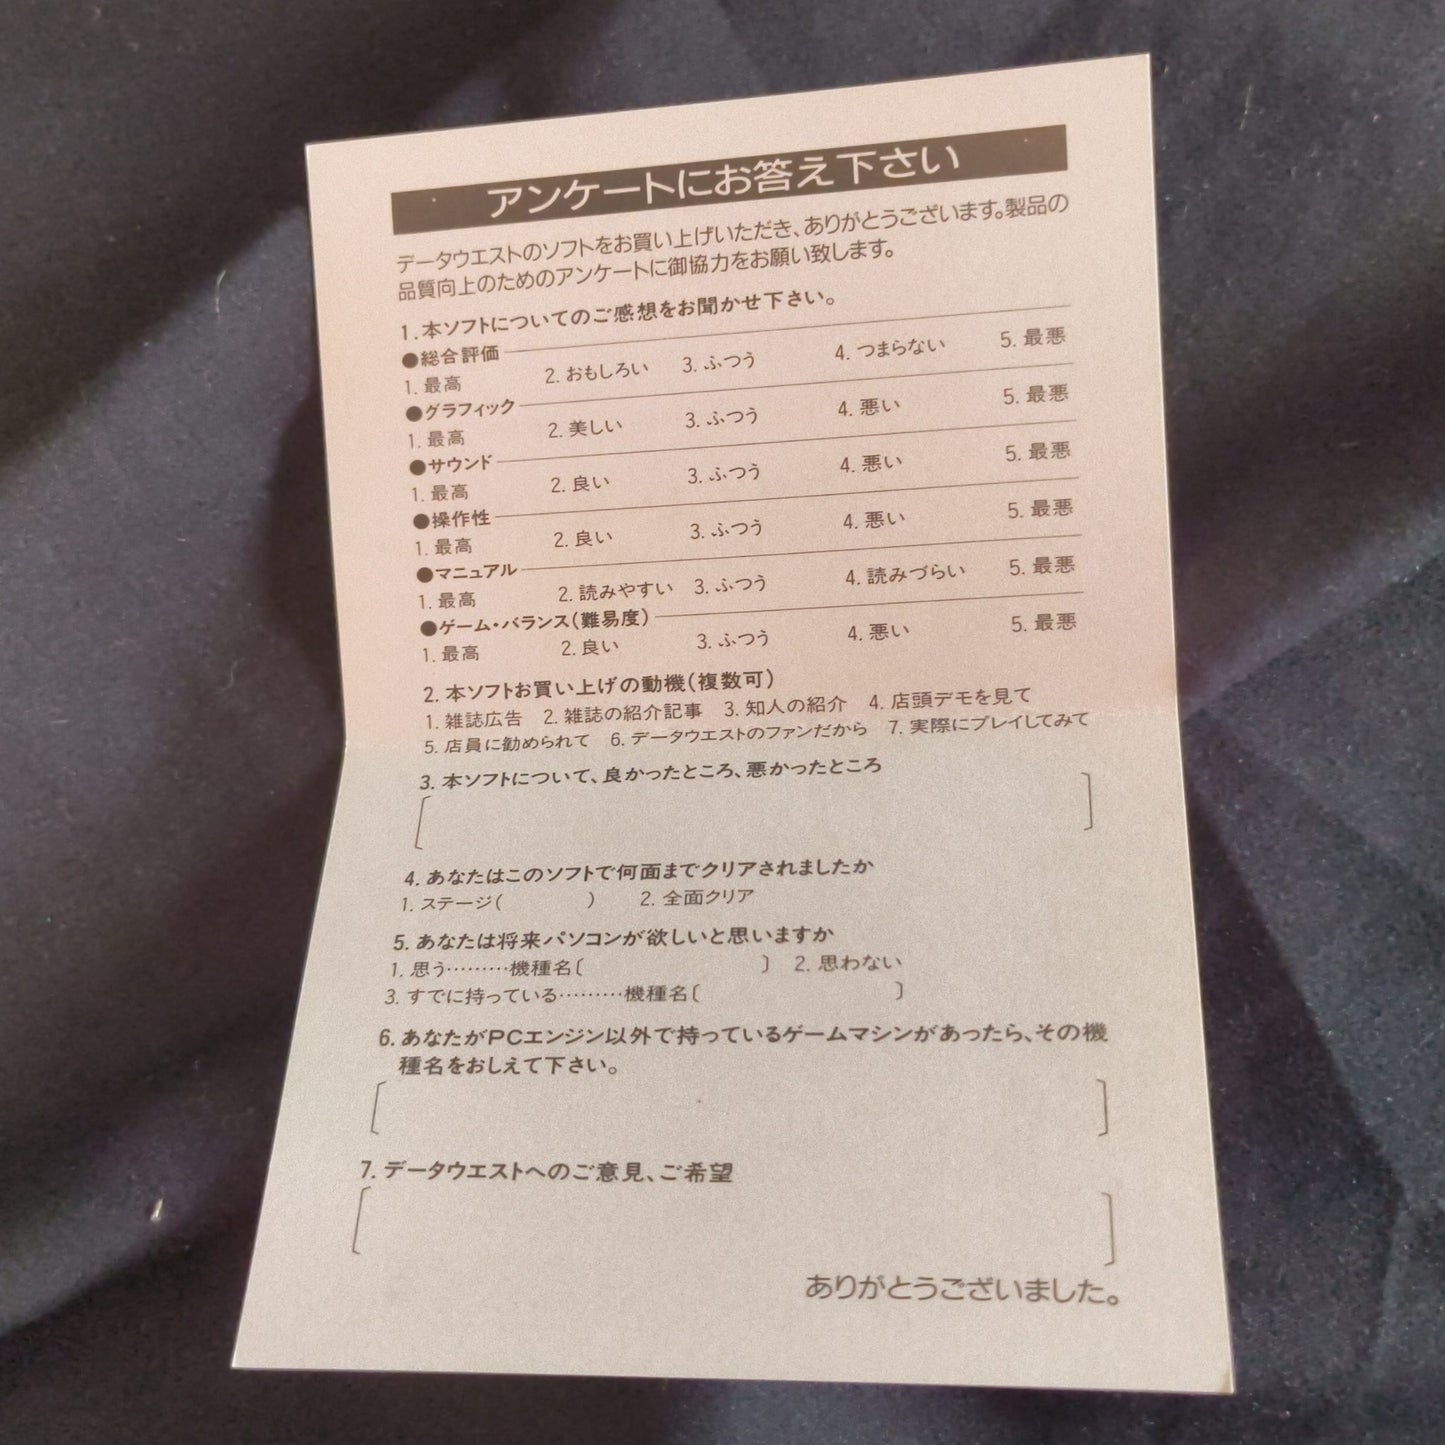 アンケートにお答え下さい
データウエストのソフトをお買い上げいただき、ありがとうございます。製品の
品質向上のためのアンケートに御協力をお願い致します。
1. 本ソフトについてのご感想をお聞かせ下さい。
●総合評価
1. 最高 2. おもしろい 3. ふつう 4. つまらない 5. 最悪
●グラフィック
1. 最高 2. 美しい 3. ふつう 4. 悪い 5. 最悪
●サウンド
1. 最高 2. 良い 3. ふつう 4. 悪い 5. 最悪
●操作性
1. 最高 2. 良い 3. ふつう 4. 悪い 5. 最悪
●マニュアル
1. 最高 2. 読みやすい 3. ふつう 4. 読みづらい 5. 最悪
●ゲーム・バランス(難易度)
1. 最高 2. 良い 3. ふつう 4. 悪い 5. 最悪
2. 本ソフトお買い上げの動機(複数可)
1. 雑誌広告 2. 雑誌の紹介記事 3. 知人の紹介 4. 店頭デモを見て
5. 店員に勧められて 6. データウエストのファンだから 7. 実際にプレイしてみて
3. 本ソフトについて、良かったところ、悪かったところ
〔 〕
4. あなたはこのソフトで何面までクリアされましたか
1. ステージ( ) 2. 全面クリア
5. あなたは将来パソコンが欲しいと思いますか
1. 思う………機種名〔 〕 2. 思わない
3. すでに持っている………機種名〔 〕
6. あなたがPCエンジン以外で持っているゲームマシンがあったら、その機
種名をおしえて下さい。
〔 〕
7. データウエストへのご意見、ご希望
〔 〕
ありがとうございました。